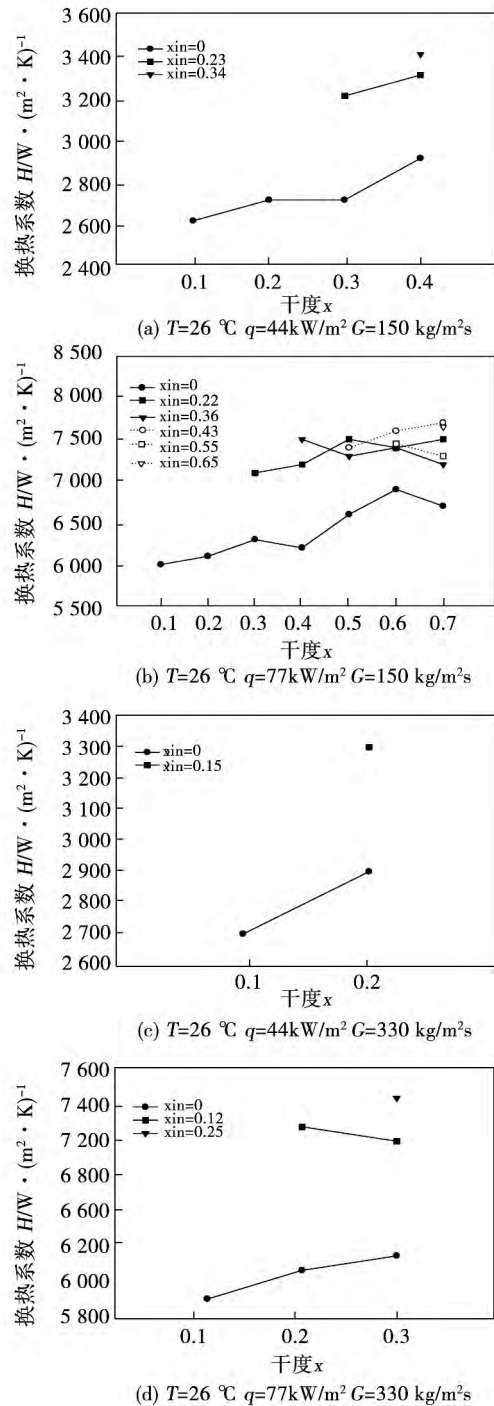 换热系数 H/W·(m²·K)⁻¹
3 600
3 400
3 200
3 000
2 800
2 600
2 400
xin=0
xin=0.23
xin=0.34
0.1 0.2 0.3 0.4
干度x
(a) T=26 ℃ q=44kW/m² G=150 kg/m²s
换热系数 H/W·(m²·K)⁻¹
8 500
8 000
7 500
7 000
6 500
6 000
5 500
xin=0
xin=0.22
xin=0.36
xin=0.43
xin=0.55
xin=0.65
0.1 0.2 0.3 0.4 0.5 0.6 0.7
干度x
(b) T=26 ℃ q=77kW/m² G=150 kg/m²s
换热系数 H/W·(m²·K)⁻¹
3 400
3 300
3 200
3 100
3 000
2 900
2 800
2 700
2 600
xin=0
xin=0.15
0.1 0.2
干度x
(c) T=26 ℃ q=44kW/m² G=330 kg/m²s
换热系数 H/W·(m²·K)⁻¹
7 600
7 400
7 200
6 600
6 200
6 000
5 800
xin=0
xin=0.12
xin=0.25
0.1 0.2 0.3
干度x
(d) T=26 ℃ q=77kW/m² G=330 kg/m²s